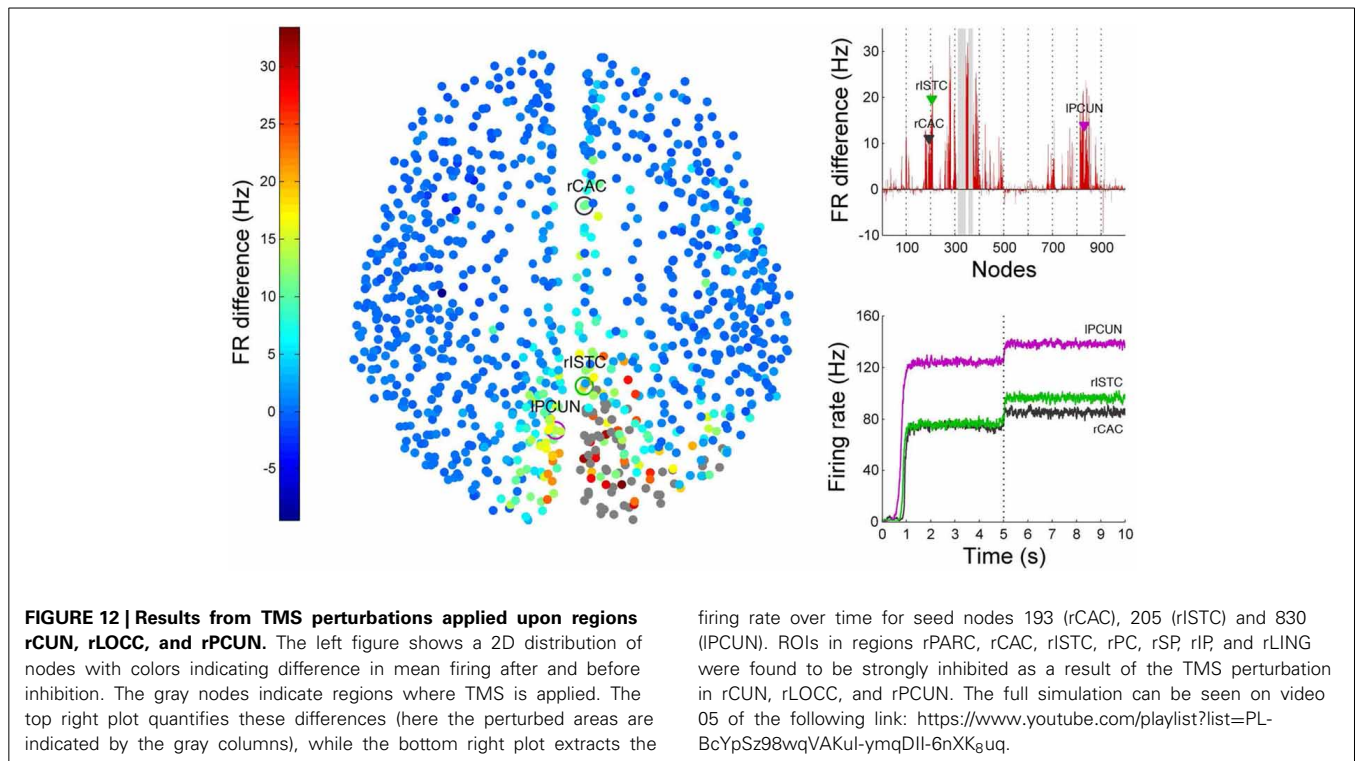 FR difference (Hz)
30
25
20
15
10
5
0
-5
rCAC
rISTC
lPCUN
FR difference (Hz)
30
20
10
0
-10
rISTC
rCAC
lPCUN
100 300 500 700 900
Nodes
Firing rate (Hz)
160
120
80
40
0
lPCUN
rISTC
rCAC
0 1 2 3 4 5 6 7 8 9 10
Time (s)
FIGURE 12 | Results from TMS perturbations applied upon regions
rCUN, rLOCC, and rPCUN. The left figure shows a 2D distribution of
nodes with colors indicating difference in mean firing after and before
inhibition. The gray nodes indicate regions where TMS is applied. The
top right plot quantifies these differences (here the perturbed areas are
indicated by the gray columns), while the bottom right plot extracts the
firing rate over time for seed nodes 193 (rCAC), 205 (rISTC) and 830
(lPCUN). ROIs in regions rPARC, rCAC, rISTC, rPC, rSP, rIP, and rLING
were found to be strongly inhibited as a result of the TMS perturbation
in rCUN, rLOCC, and rPCUN. The full simulation can be seen on video
05 of the following link: https://www.youtube.com/playlist?list=PL-
BcYpSz98wqVAKul-ymqDII-6nXK8uq.